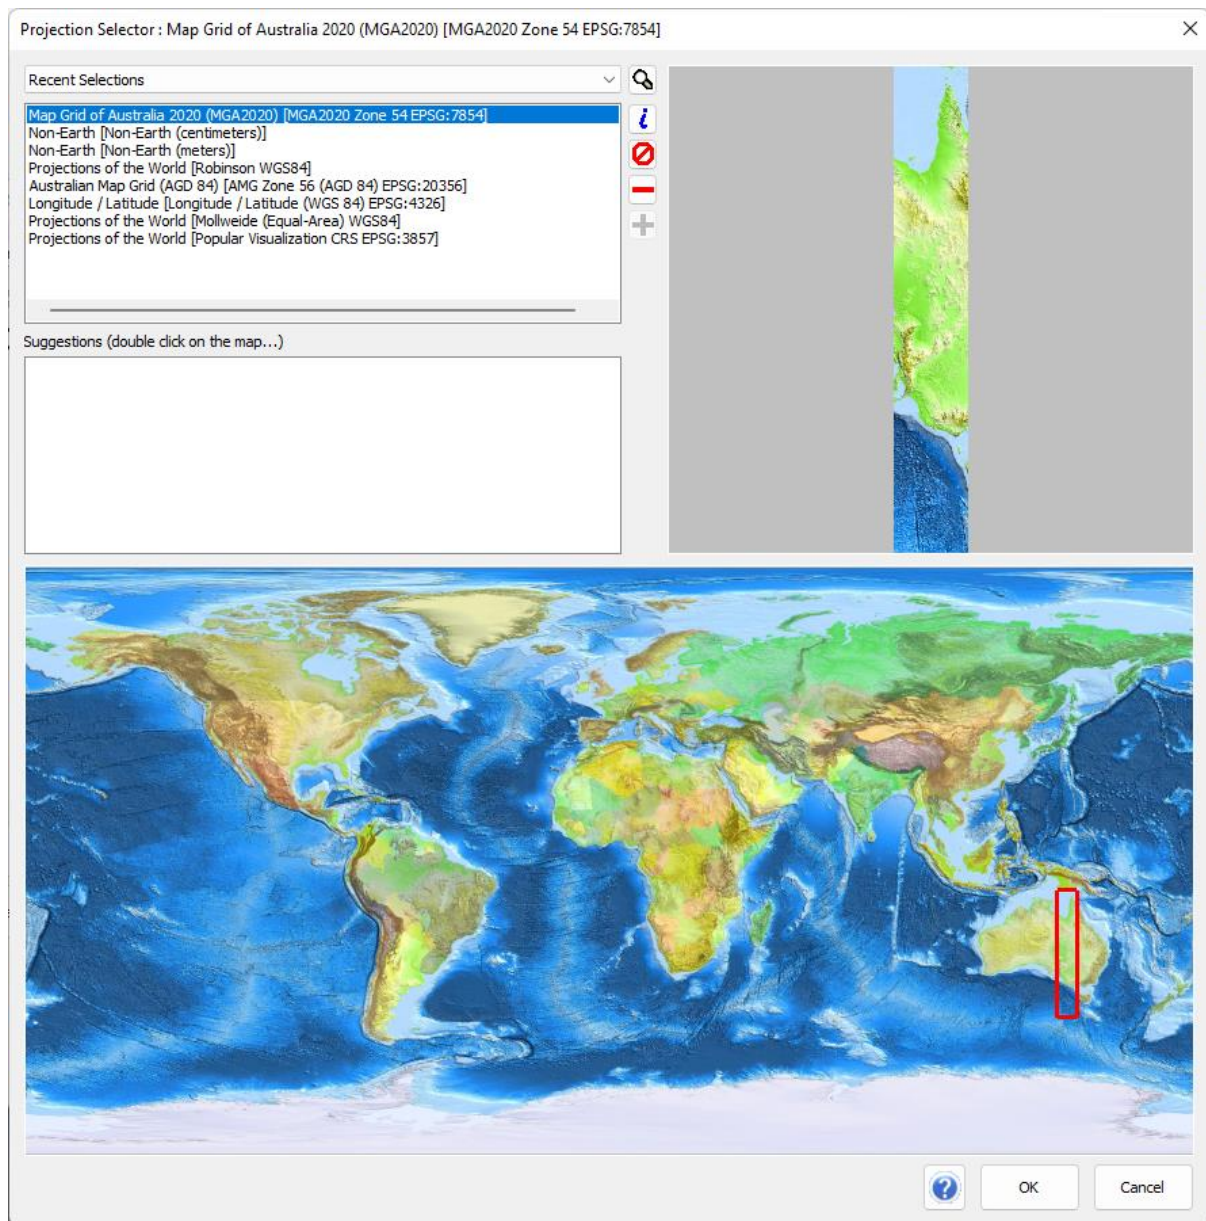 Projection Selector : Map Grid of Australia 2020 (MGA2020) [MGA2020 Zone 54 EPSG:7854]
Recent Selections
Map Grid of Australia 2020 (MGA2020) [MGA2020 Zone 54 EPSG:7854]
Non-Earth [Non-Earth (centimeters)]
Non-Earth [Non-Earth (meters)]
Projections of the World [Robinson WGS84]
Australian Map Grid (AGD 84) [AMG Zone 56 (AGD 84) EPSG:20356]
Longitude / Latitude [Longitude / Latitude (WGS 84) EPSG:4326]
Projections of the World [Mollweide (Equal-Area) WGS84]
Projections of the World [Popular Visualization CRS EPSG:3857]
Suggestions (double click on the map...)
OK
Cancel